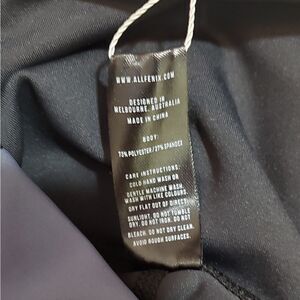 WWW.ALLFENIX.COM
DESIGNED IN
MELBOURNE, AUSTRALIA
MADE IN CHINA
BODY:
73% POLYESTER/27% SPANDEX
CARE INSTRUCTIONS:
COLD HAND WASH OR
GENTLE MACHINE WASH.
WASH WITH LIKE COLOURS.
DRY FLAT OUT OF DIRECT
SUNLIGHT. DO NOT TUMBLE
DRY. DO NOT IRON. DO NOT
BLEACH. DO NOT DRY CLEAN.
AVOID ROUGH SURFACES.